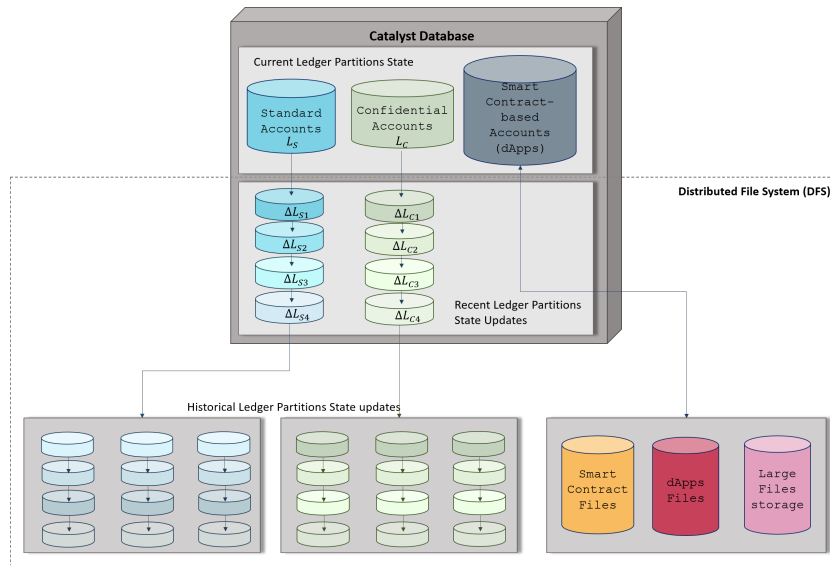 Catalyst Database
Current Ledger Partitions State
Standard
Accounts
L_S
Confidential
Accounts
L_C
Smart
Contract-
based
Accounts
(dApps)
Distributed File System (DFS)
ΔL_S1
ΔL_S2
ΔL_S3
ΔL_S4
ΔL_C1
ΔL_C2
ΔL_C3
ΔL_C4
Recent Ledger Partitions
State Updates
Historical Ledger Partitions State updates
Smart
Contract
Files
dApps
Files
Large
Files
storage